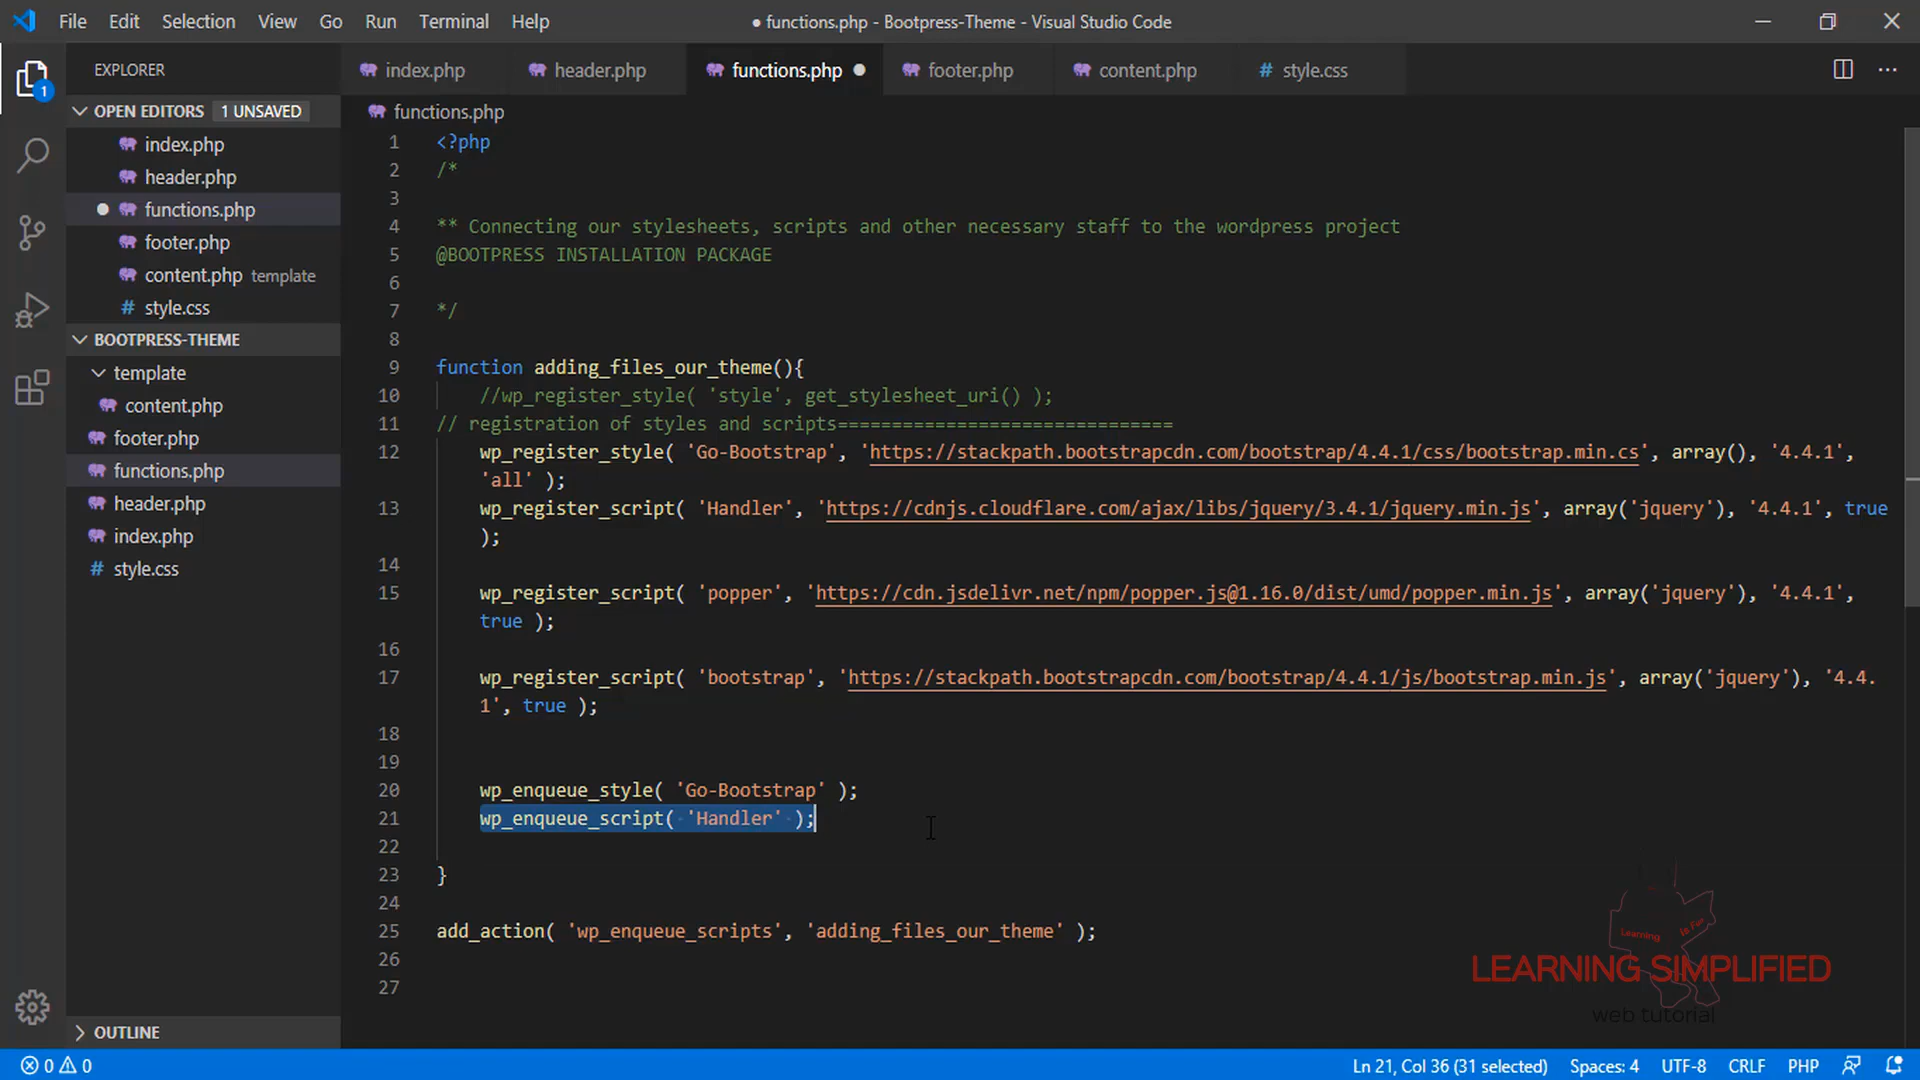 File Edit Selection View Go Run Terminal Help
● functions.php - Bootpress-Theme - Visual Studio Code
EXPLORER
index.php header.php functions.php footer.php content.php # style.css
1
OPEN EDITORS 1 UNSAVED
index.php
header.php
functions.php
footer.php
content.php template
# style.css
BOOTPRESS-THEME
template
content.php
footer.php
functions.php
header.php
index.php
# style.css
OUTLINE
functions.php
1 <?php
2 /*
3
4 ** Connecting our stylesheets, scripts and other necessary staff to the wordpress project
5 @BOOTPRESS INSTALLATION PACKAGE
6
7 */
8
9 function adding_files_our_theme(){
10 //wp_register_style( 'style', get_stylesheet_uri() );
11 // registration of styles and scripts===============================
12 wp_register_style( 'Go-Bootstrap', 'https://stackpath.bootstrapcdn.com/bootstrap/4.4.1/css/bootstrap.min.cs', array(), '4.4.1',
'all' );
13 wp_register_script( 'Handler', 'https://cdnjs.cloudflare.com/ajax/libs/jquery/3.4.1/jquery.min.js', array('jquery'), '4.4.1', true
);
14
15 wp_register_script( 'popper', 'https://cdn.jsdelivr.net/npm/popper.js@1.16.0/dist/umd/popper.min.js', array('jquery'), '4.4.1',
true );
16
17 wp_register_script( 'bootstrap', 'https://stackpath.bootstrapcdn.com/bootstrap/4.4.1/js/bootstrap.min.js', array('jquery'), '4.4.
1', true );
18
19
20 wp_enqueue_style( 'Go-Bootstrap' );
21 wp_enqueue_script( 'Handler' );
22
23 }
24
25 add_action( 'wp_enqueue_scripts', 'adding_files_our_theme' );
26
27
Learning Is Fun
LEARNING SIMPLIFIED
web tutorial
0 0
Ln 21, Col 36 (31 selected) Spaces: 4 UTF-8 CRLF PHP